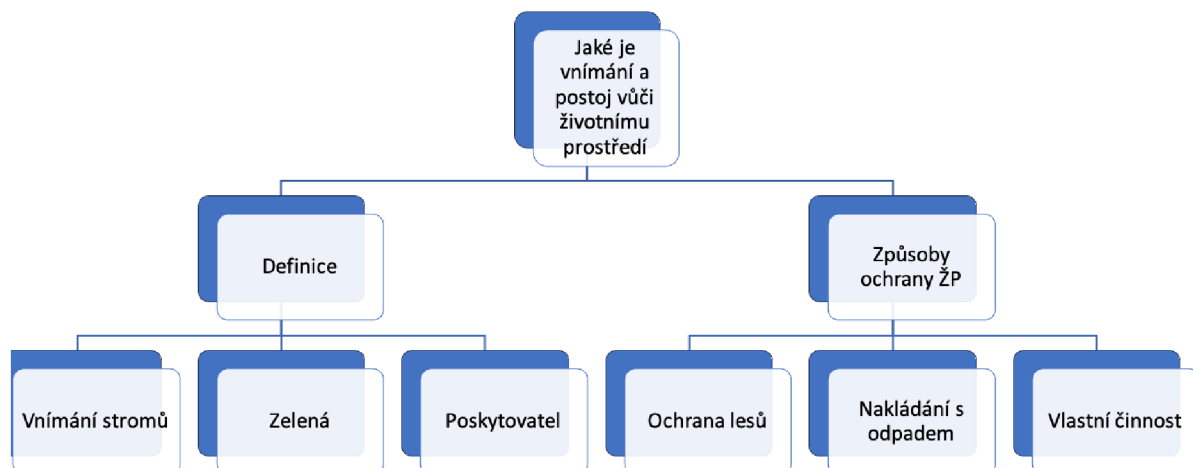 Jaké je
vnímání a
postoj vůči
životnímu
prostředí
Definice
Způsoby
ochrany ŽP
Vnímání stromů
Zelená
Poskytovatel
Ochrana lesů
Nakládání s
odpadem
Vlastní činnost